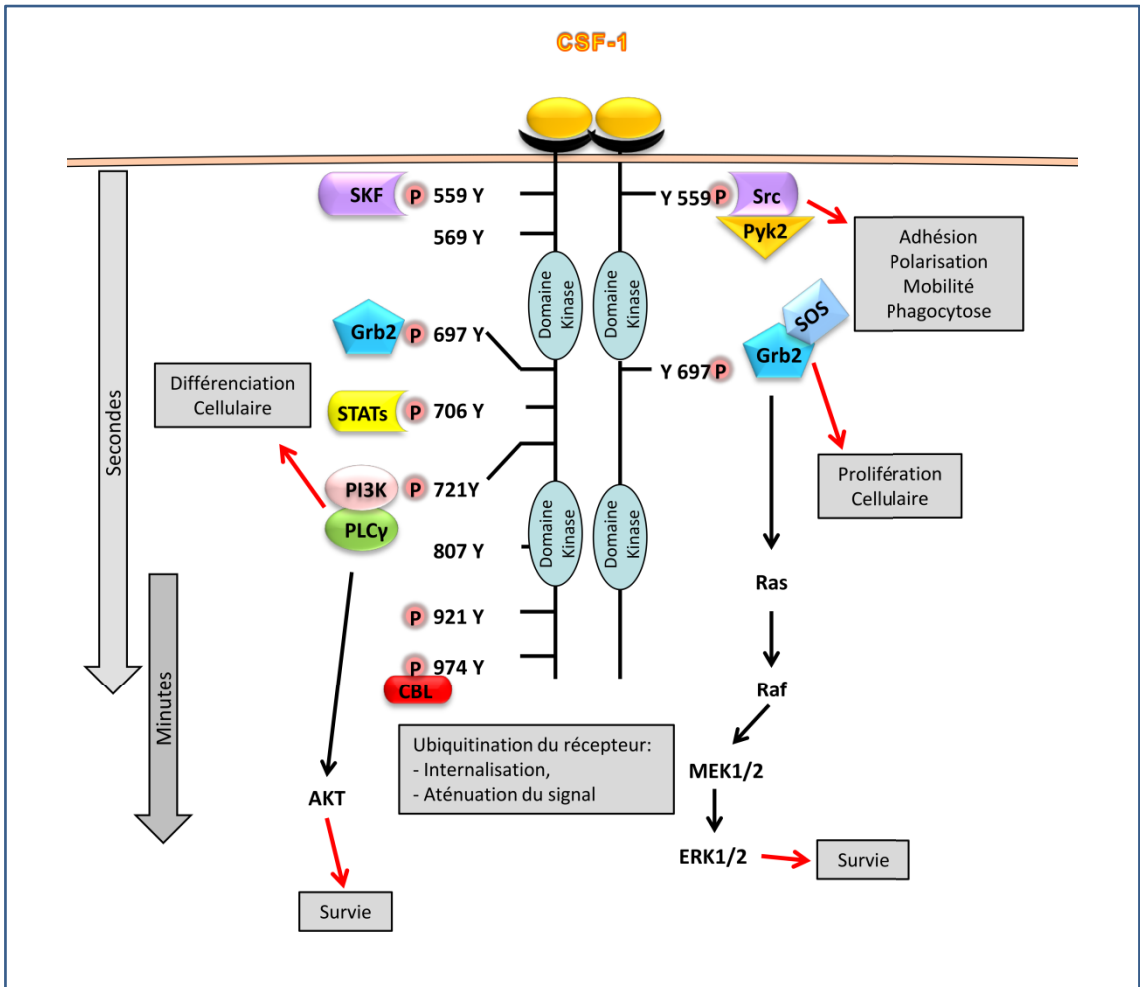 CSF-1
SKF P 559 Y
Y 559 P Src
Pyk2
569 Y
Adhésion
Polarisation
Mobilité
Phagocytose
Domaine
Kinase
Domaine
Kinase
SOS
Grb2 P 697 Y
Y 697 P
Grb2
Différenciation
Cellulaire
STATs P 706 Y
Secondes
PI3K P 721Y
PLCγ
Prolifération
Cellulaire
Domaine
Kinase
Domaine
Kinase
807 Y
Ras
P 921 Y
P 974 Y
CBL
Raf
Minutes
Ubiquitination du récepteur:
- Internalisation,
- Aténuation du signal
MEK1/2
AKT
ERK1/2
Survie
Survie